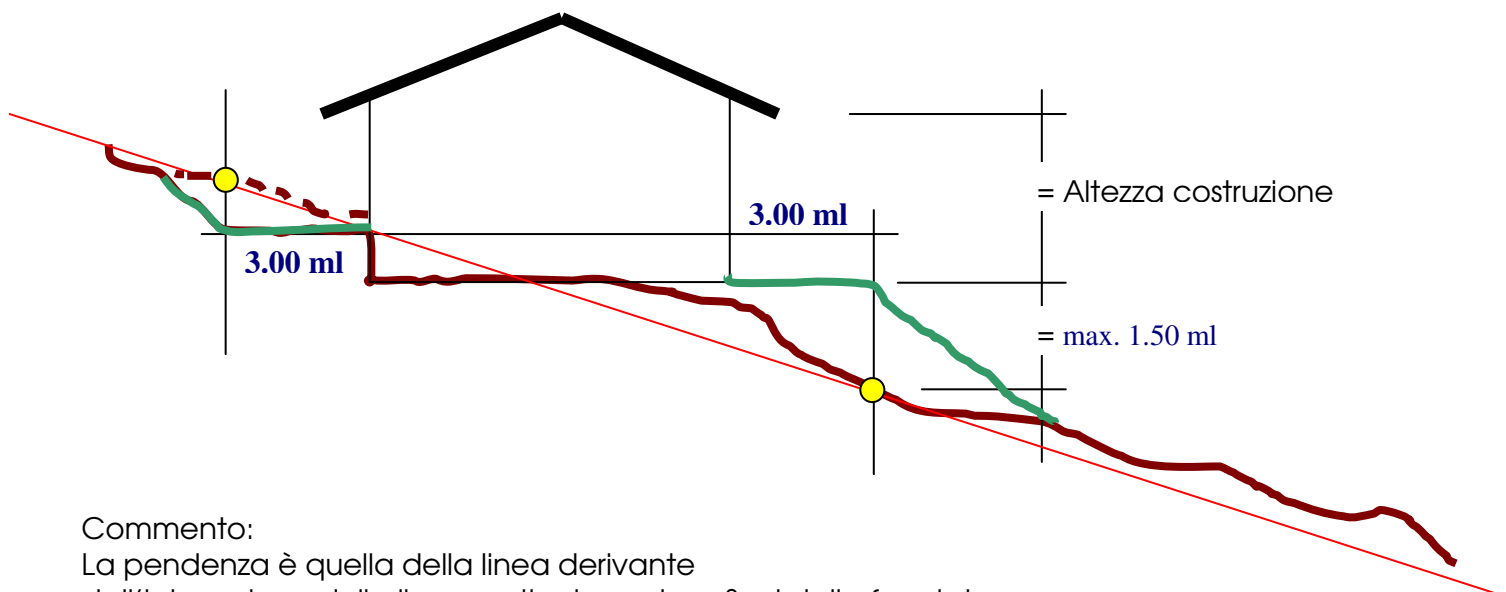 = Altezza costruzione
3.00 ml
3.00 ml
= max. 1.50 ml
Commento:
La pendenza è quella della linea derivante